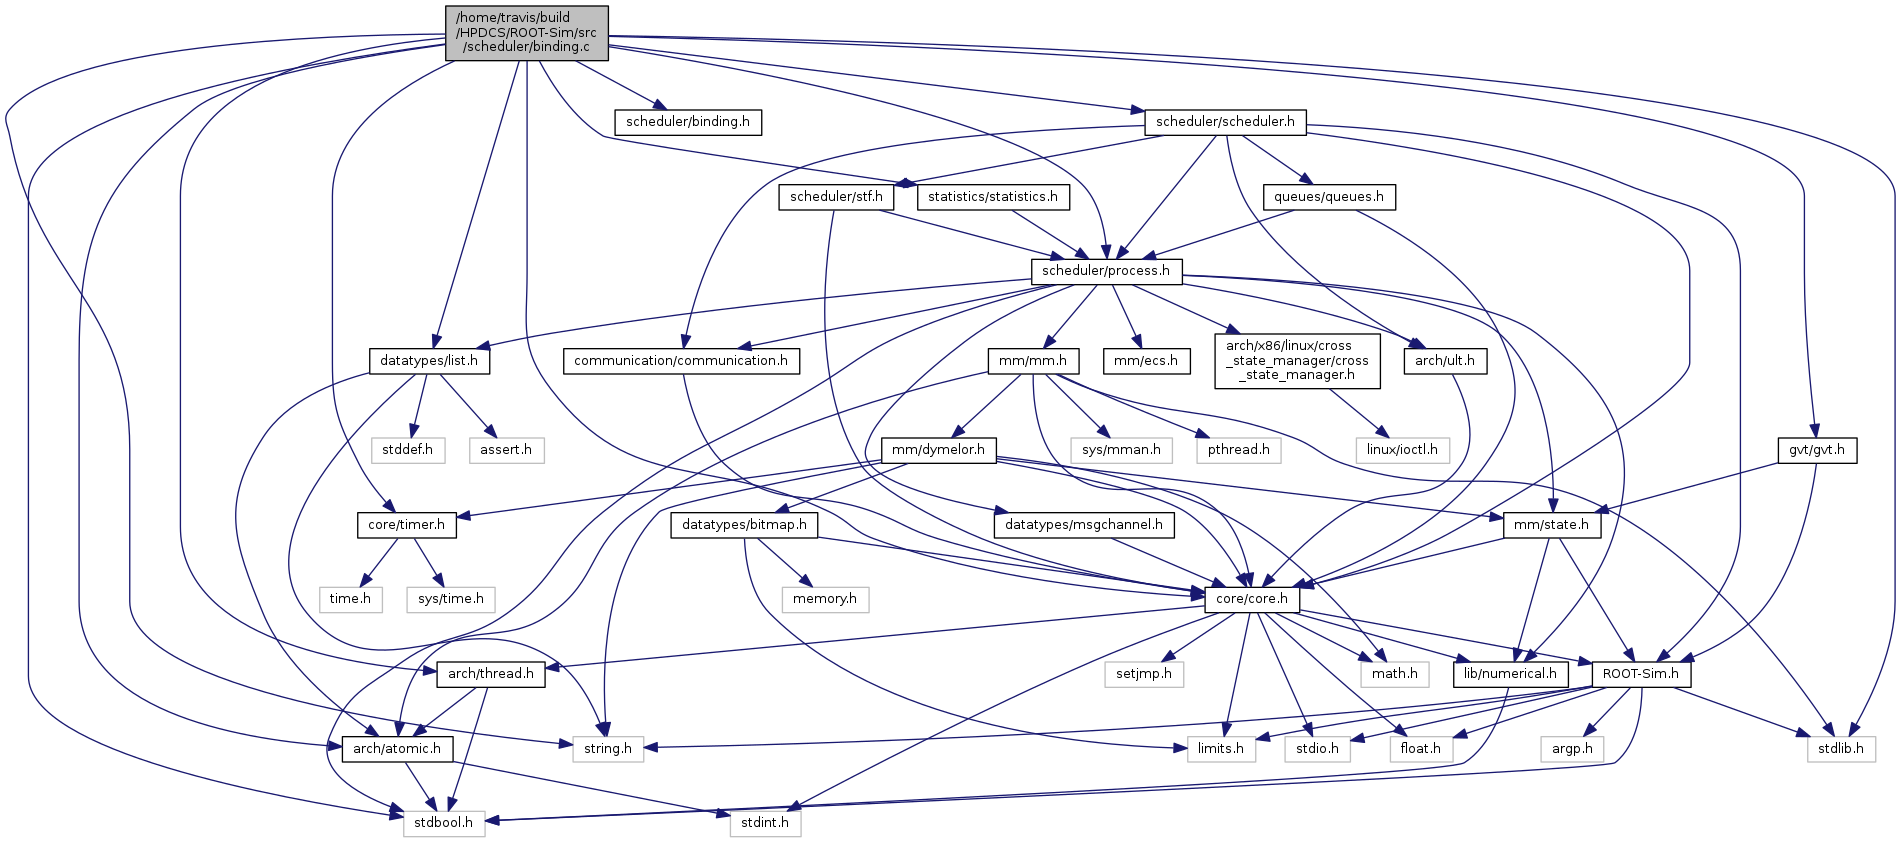 /home/travis/build
/HPDCS/ROOT-Sim/src
/scheduler/binding.c
scheduler/binding.h
scheduler/scheduler.h
scheduler/stf.h
statistics/statistics.h
queues/queues.h
scheduler/process.h
datatypes/list.h
communication/communication.h
mm/mm.h
mm/ecs.h
arch/x86/linux/cross
_state_manager/cross
_state_manager.h
arch/ult.h
stddef.h
assert.h
mm/dymelor.h
sys/mman.h
pthread.h
linux/ioctl.h
gvt/gvt.h
core/timer.h
datatypes/bitmap.h
datatypes/msgchannel.h
mm/state.h
time.h
sys/time.h
memory.h
core/core.h
arch/thread.h
setjmp.h
math.h
lib/numerical.h
ROOT-Sim.h
arch/atomic.h
string.h
limits.h
stdio.h
float.h
argp.h
stdlib.h
stdbool.h
stdint.h